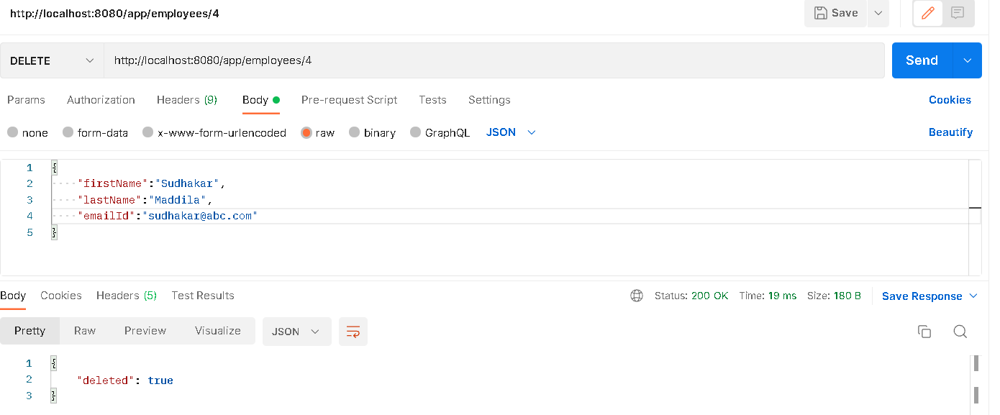 http://localhost:8080/app/employees/4 Save
DELETE http://localhost:8080/app/employees/4 Send
Params Authorization Headers (9) Body Pre-request Script Tests Settings Cookies
none form-data x-www-form-urlencoded raw binary GraphQL JSON Beautify
1 {
2 ····"firstName":"Sudhakar",
3 ····"lastName":"Maddila",
4 ····"emailId":"sudhakar@abc.com"
5 }
Body Cookies Headers (5) Test Results Status: 200 OK Time: 19 ms Size: 180 B Save Response
Pretty Raw Preview Visualize JSON
1 {
2 "deleted": true
3 }